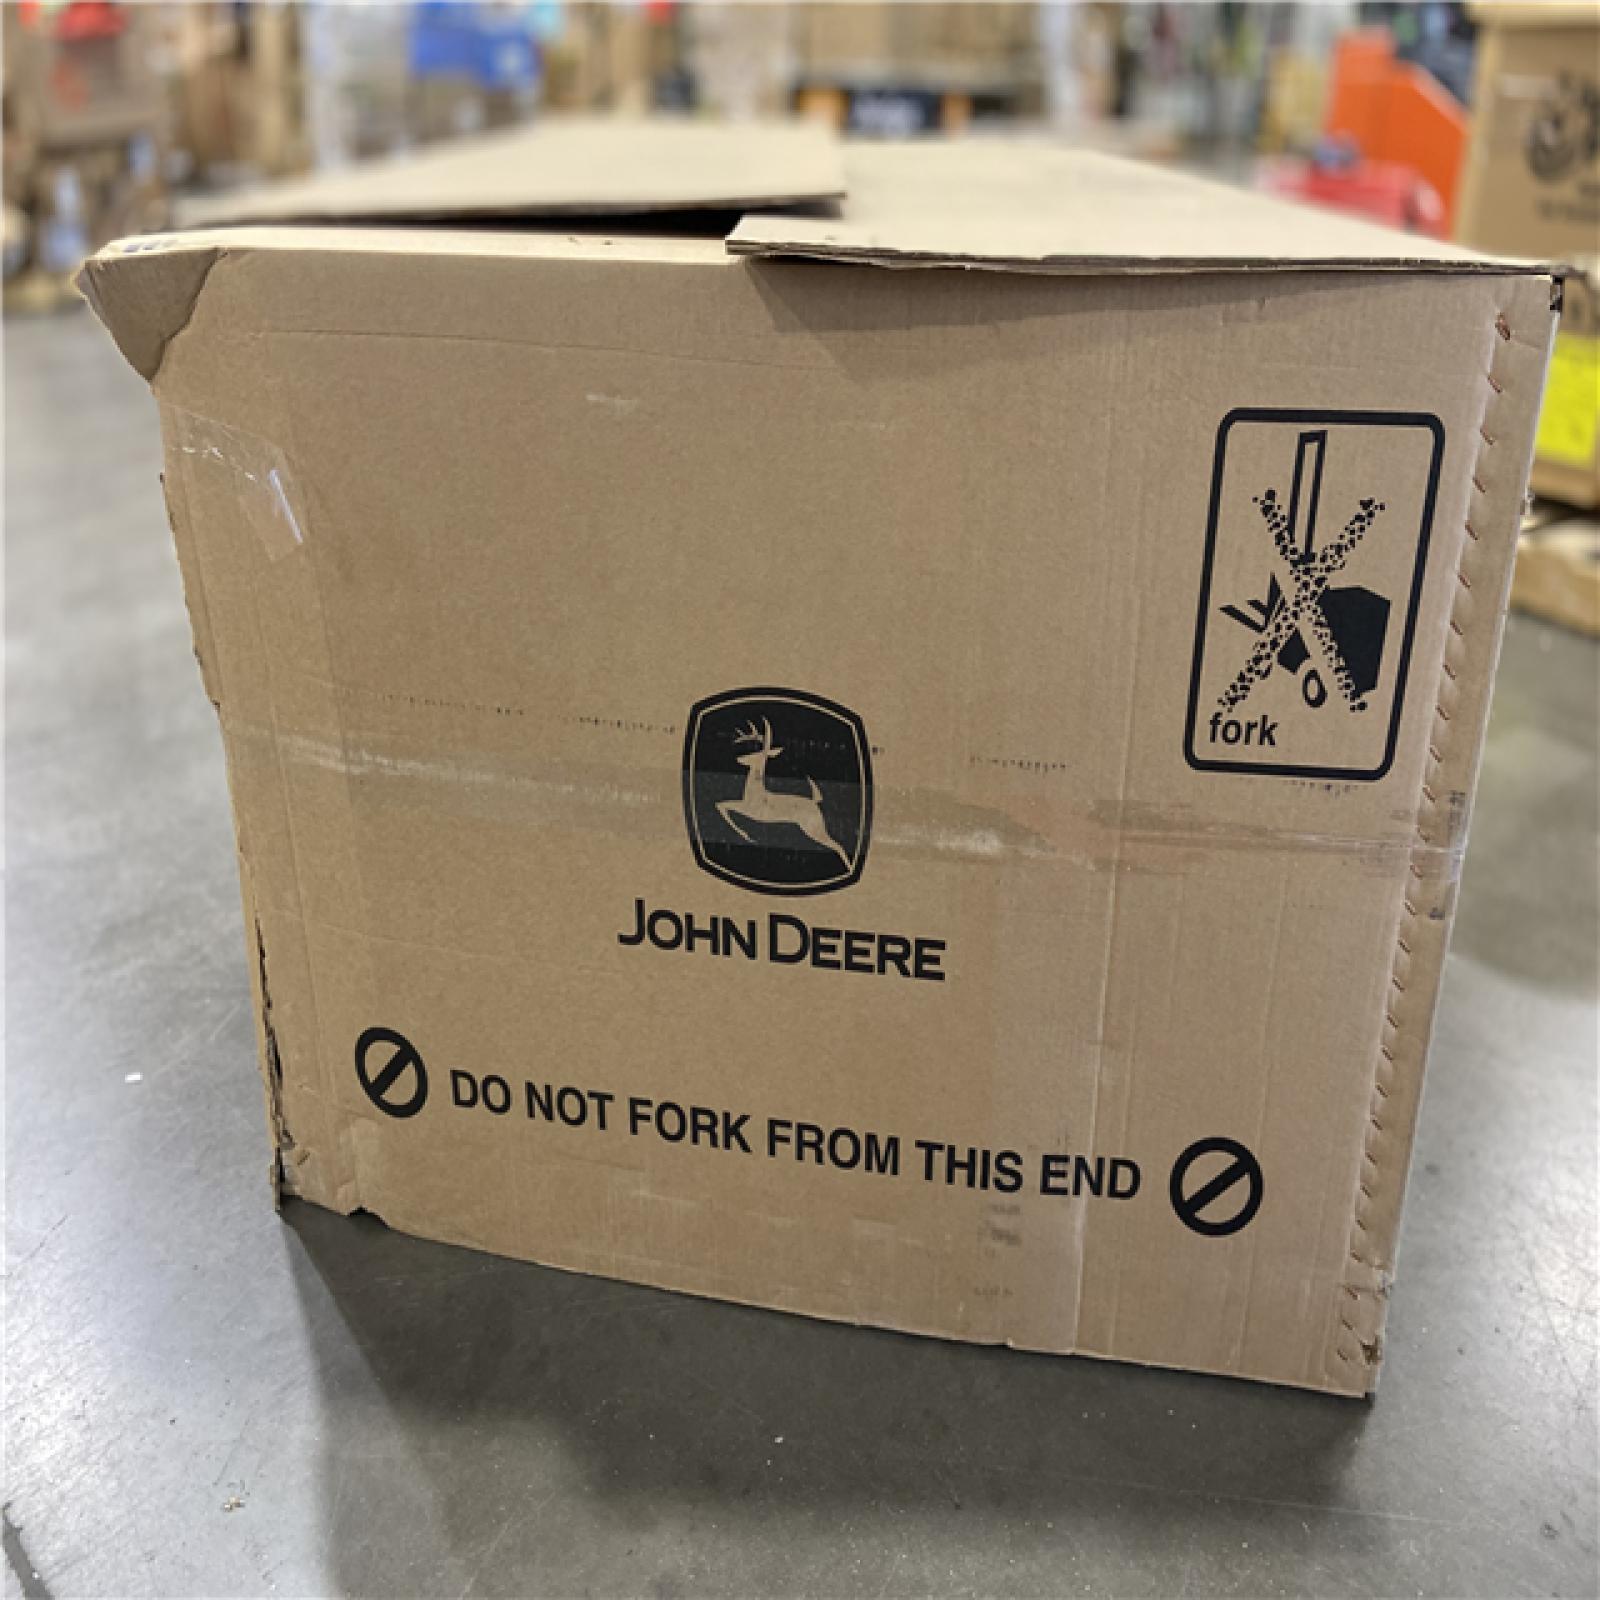 fork
JOHN DEERE
DO NOT FORK FROM THIS END